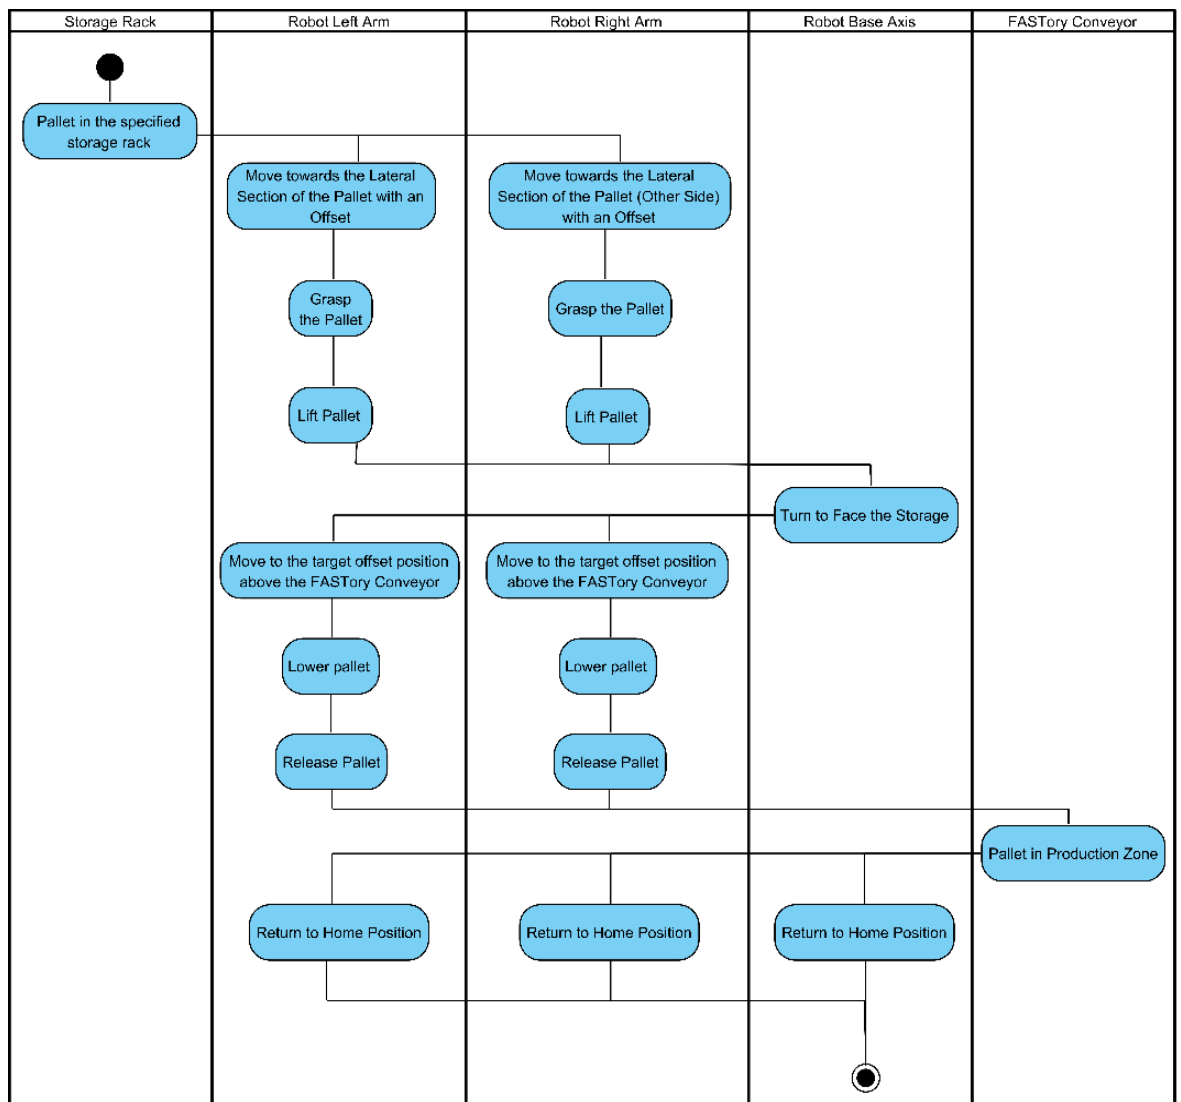 Storage Rack
Robot Left Arm
Robot Right Arm
Robot Base Axis
FASTory Conveyor
Pallet in the specified
storage rack
Move towards the Lateral
Section of the Pallet with an
Offset
Move towards the Lateral
Section of the Pallet (Other Side)
with an Offset
Grasp
the Pallet
Grasp the Pallet
Lift Pallet
Lift Pallet
Turn to Face the Storage
Move to the target offset position
above the FASTory Conveyor
Move to the target offset position
above the FASTory Conveyor
Lower pallet
Lower pallet
Release Pallet
Release Pallet
Pallet in Production Zone
Return to Home Position
Return to Home Position
Return to Home Position